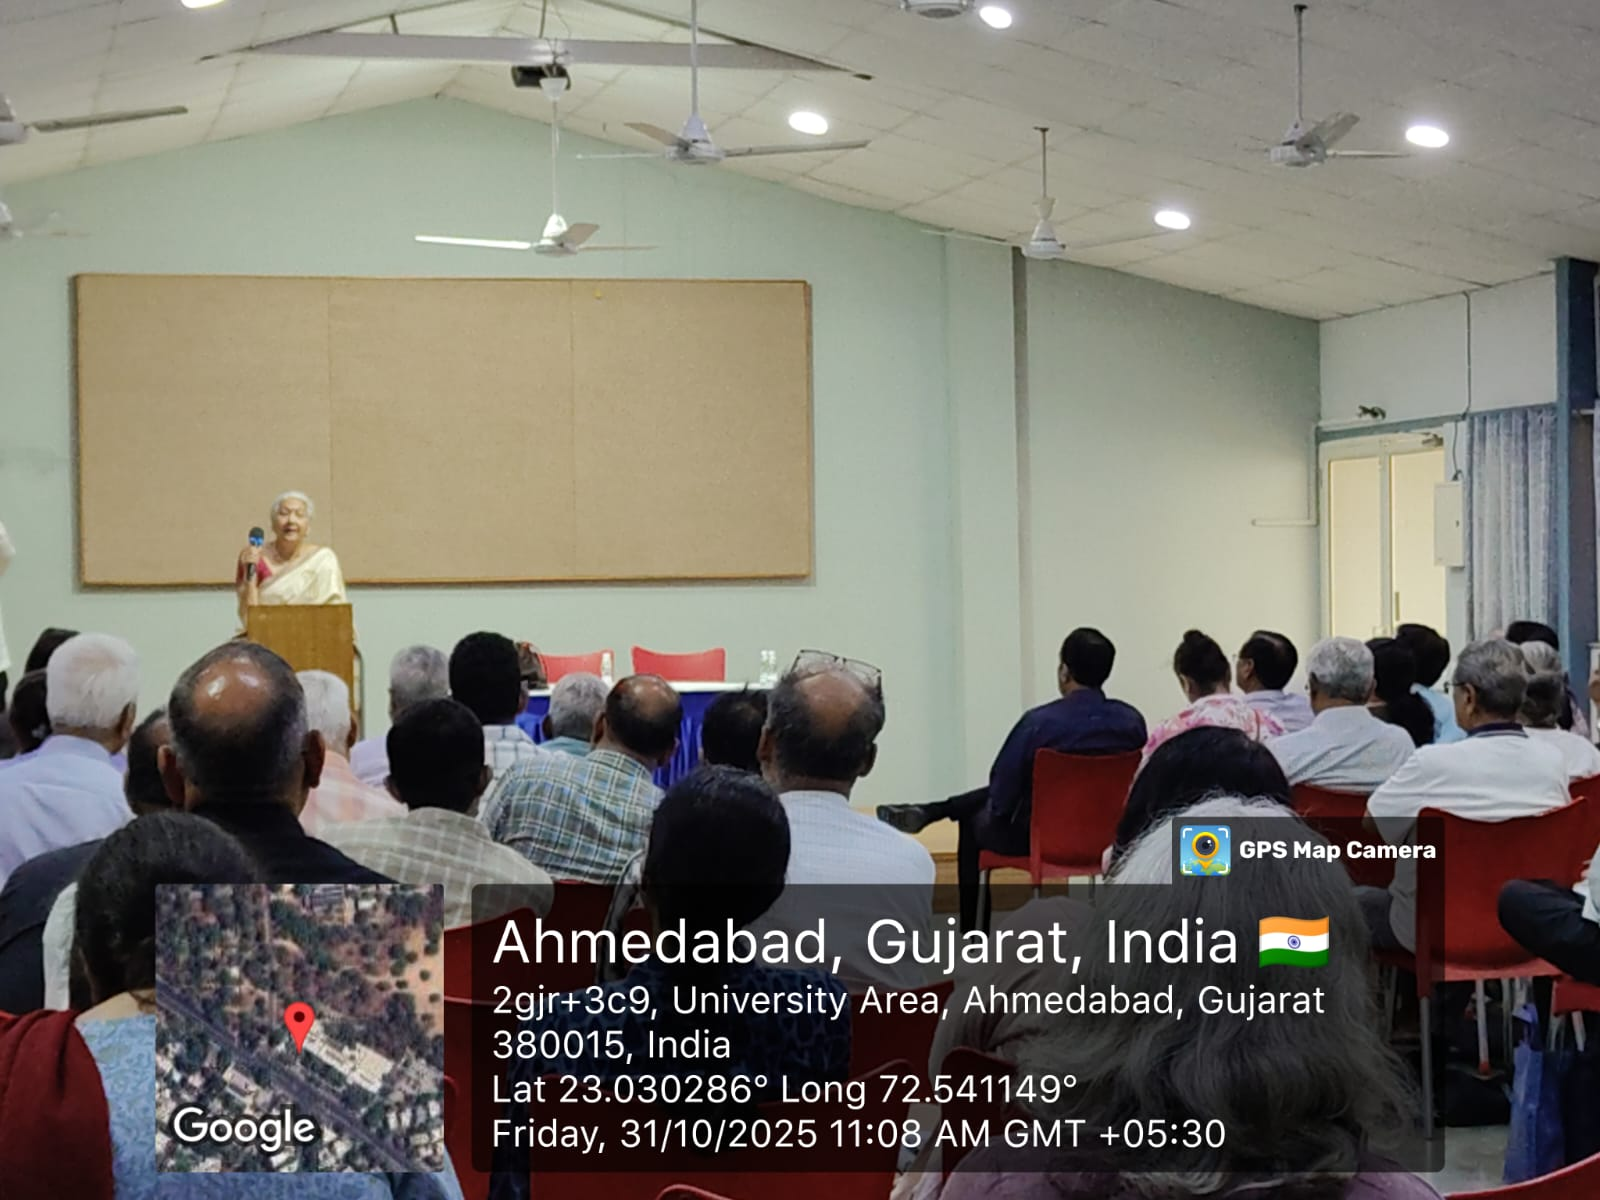 GPS Map Camera
Ahmedabad, Gujarat, India
2gjr+3c9, University Area, Ahmedabad, Gujarat
380015, India
Lat 23.030286° Long 72.541149°
Friday, 31/10/2025 11:08 AM GMT +05:30
Google